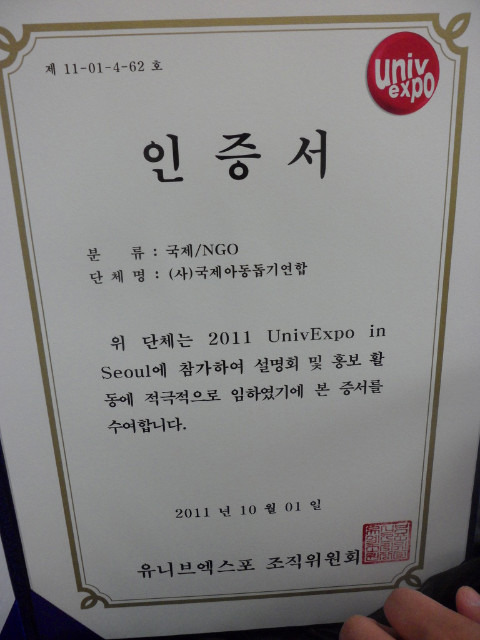 제 11-01-4-62 호
univ
expo
인 증 서
분 류 : 국제/NGO
단 체 명 : (사)국제아동돕기연합
위 단체는 2011 UnivExpo in
Seoul에 참가하여 설명회 및 홍보 활
동에 적극적으로 임하였기에 본 증서를
수여합니다.
2011 년 10 월 01 일
유니브엑스포 조직위원회